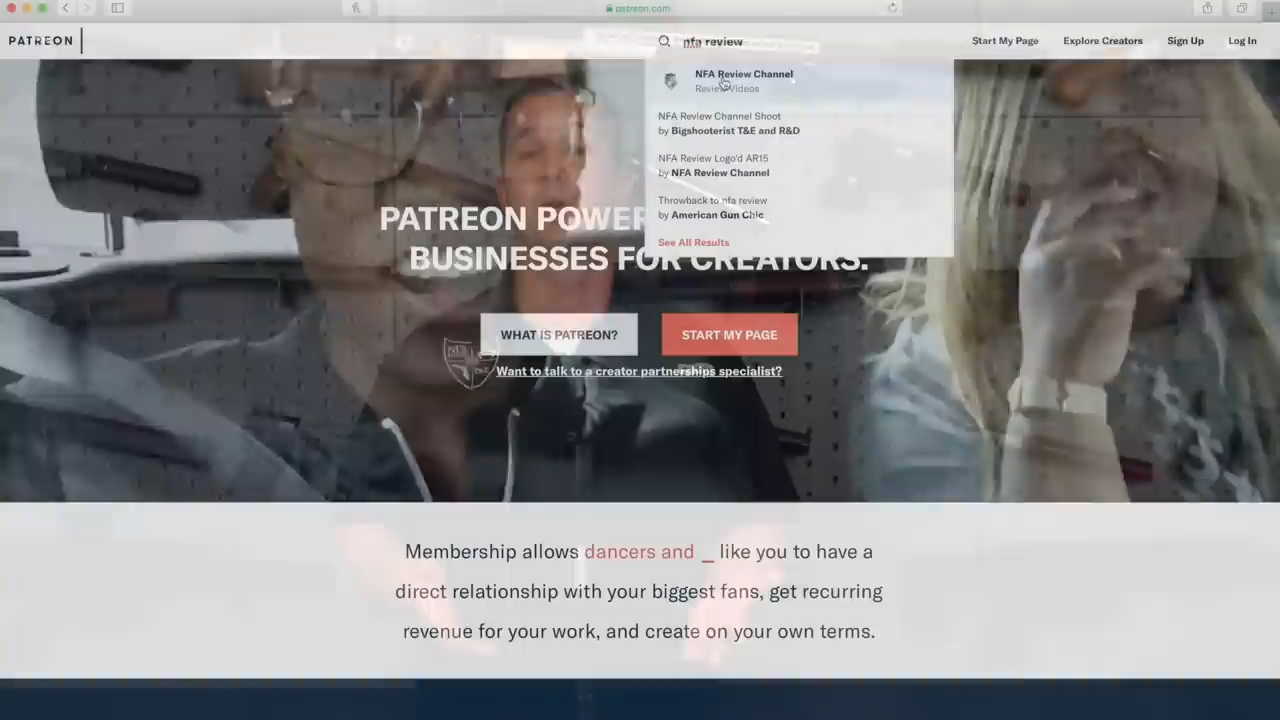 patreon.com
PATREON
nfa review
Start My Page
Explore Creators
Sign Up
Log In
NFA Review Channel
Review Videos
NFA Review Channel Shoot
by Bigshooterist T&E and R&D
NFA Review Logo'd AR15
by NFA Review Channel
Throwback to nfa review
by American Gun Chic
See All Results
PATREON POWER
BUSINESSES FOR CREATORS.
WHAT IS PATREON?
START MY PAGE
Want to talk to a creator partnerships specialist?
Membership allows dancers and _ like you to have a
direct relationship with your biggest fans, get recurring
revenue for your work, and create on your own terms.